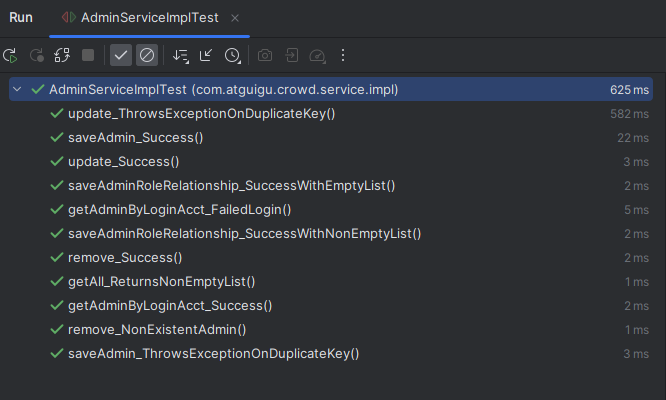 Run AdminServiceImplTest
AdminServiceImplTest (com.atguigu.crowd.service.impl) 625 ms
update_ThrowsExceptionOnDuplicateKey() 582 ms
saveAdmin_Success() 22 ms
update_Success() 3 ms
saveAdminRoleRelationship_SuccessWithEmptyList() 2 ms
getAdminByLoginAcct_FailedLogin() 5 ms
saveAdminRoleRelationship_SuccessWithNonEmptyList() 2 ms
remove_Success() 2 ms
getAll_ReturnsNonEmptyList() 1 ms
getAdminByLoginAcct_Success() 2 ms
remove_NonExistentAdmin() 1 ms
saveAdmin_ThrowsExceptionOnDuplicateKey() 3 ms